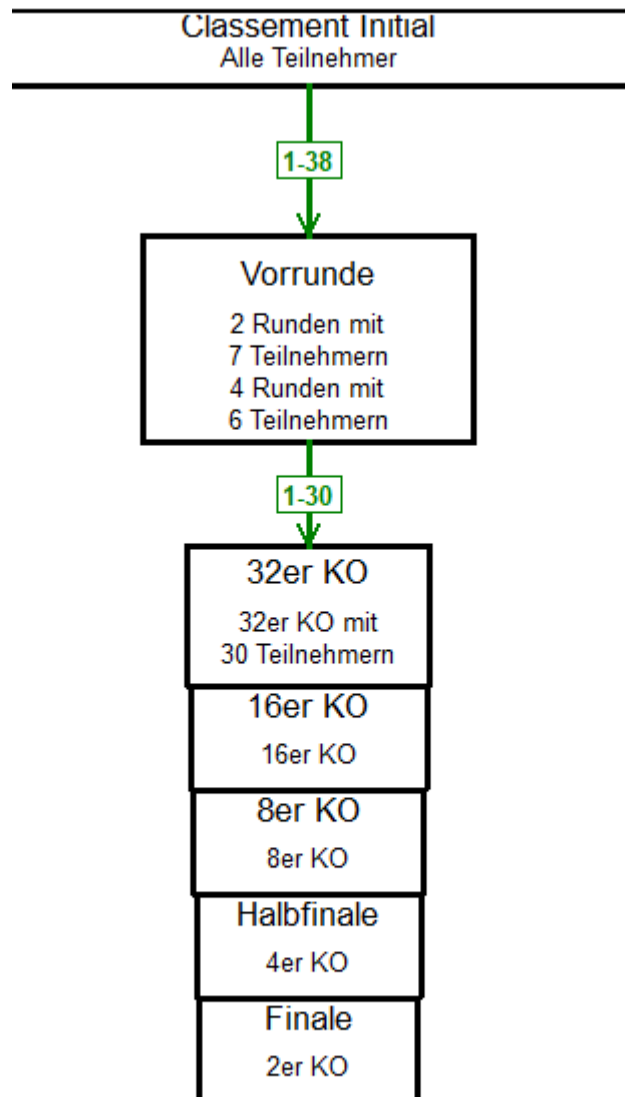 Classement Initial
Alle Teilnehmer
1-38
Vorrunde
2 Runden mit
7 Teilnehmern
4 Runden mit
6 Teilnehmern
1-30
32er KO
32er KO mit
30 Teilnehmern
16er KO
16er KO
8er KO
8er KO
Halbfinale
4er KO
Finale
2er KO